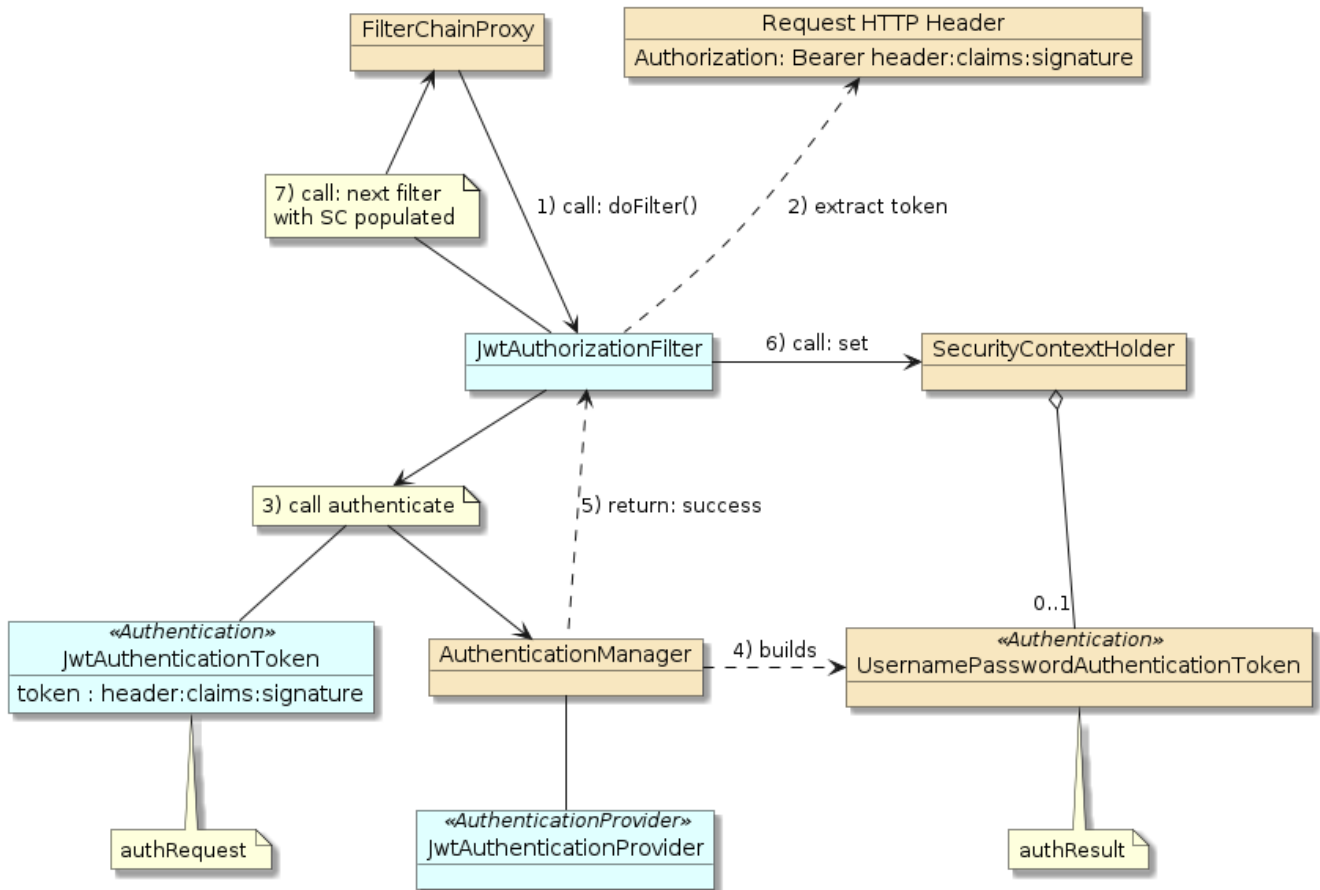 FilterChainProxy
Request HTTP Header
Authorization: Bearer header:claims:signature
7) call: next filter
with SC populated
1) call: doFilter()
2) extract token
JwtAuthorizationFilter
6) call: set
SecurityContextHolder
3) call authenticate
5) return: success
0..1
«Authentication»
JwtAuthenticationToken
token : header:claims:signature
AuthenticationManager
4) builds
«Authentication»
UsernamePasswordAuthenticationToken
authRequest
«AuthenticationProvider»
JwtAuthenticationProvider
authResult